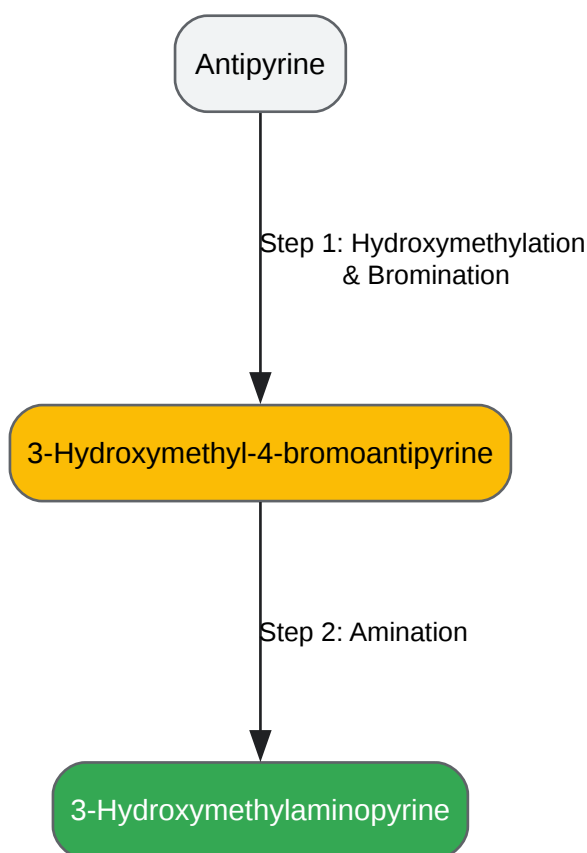 Antipyrine
Step 1: Hydroxymethylation
& Bromination
3-Hydroxymethyl-4-bromoantipyrine
Step 2: Amination
3-Hydroxymethylaminopyrine